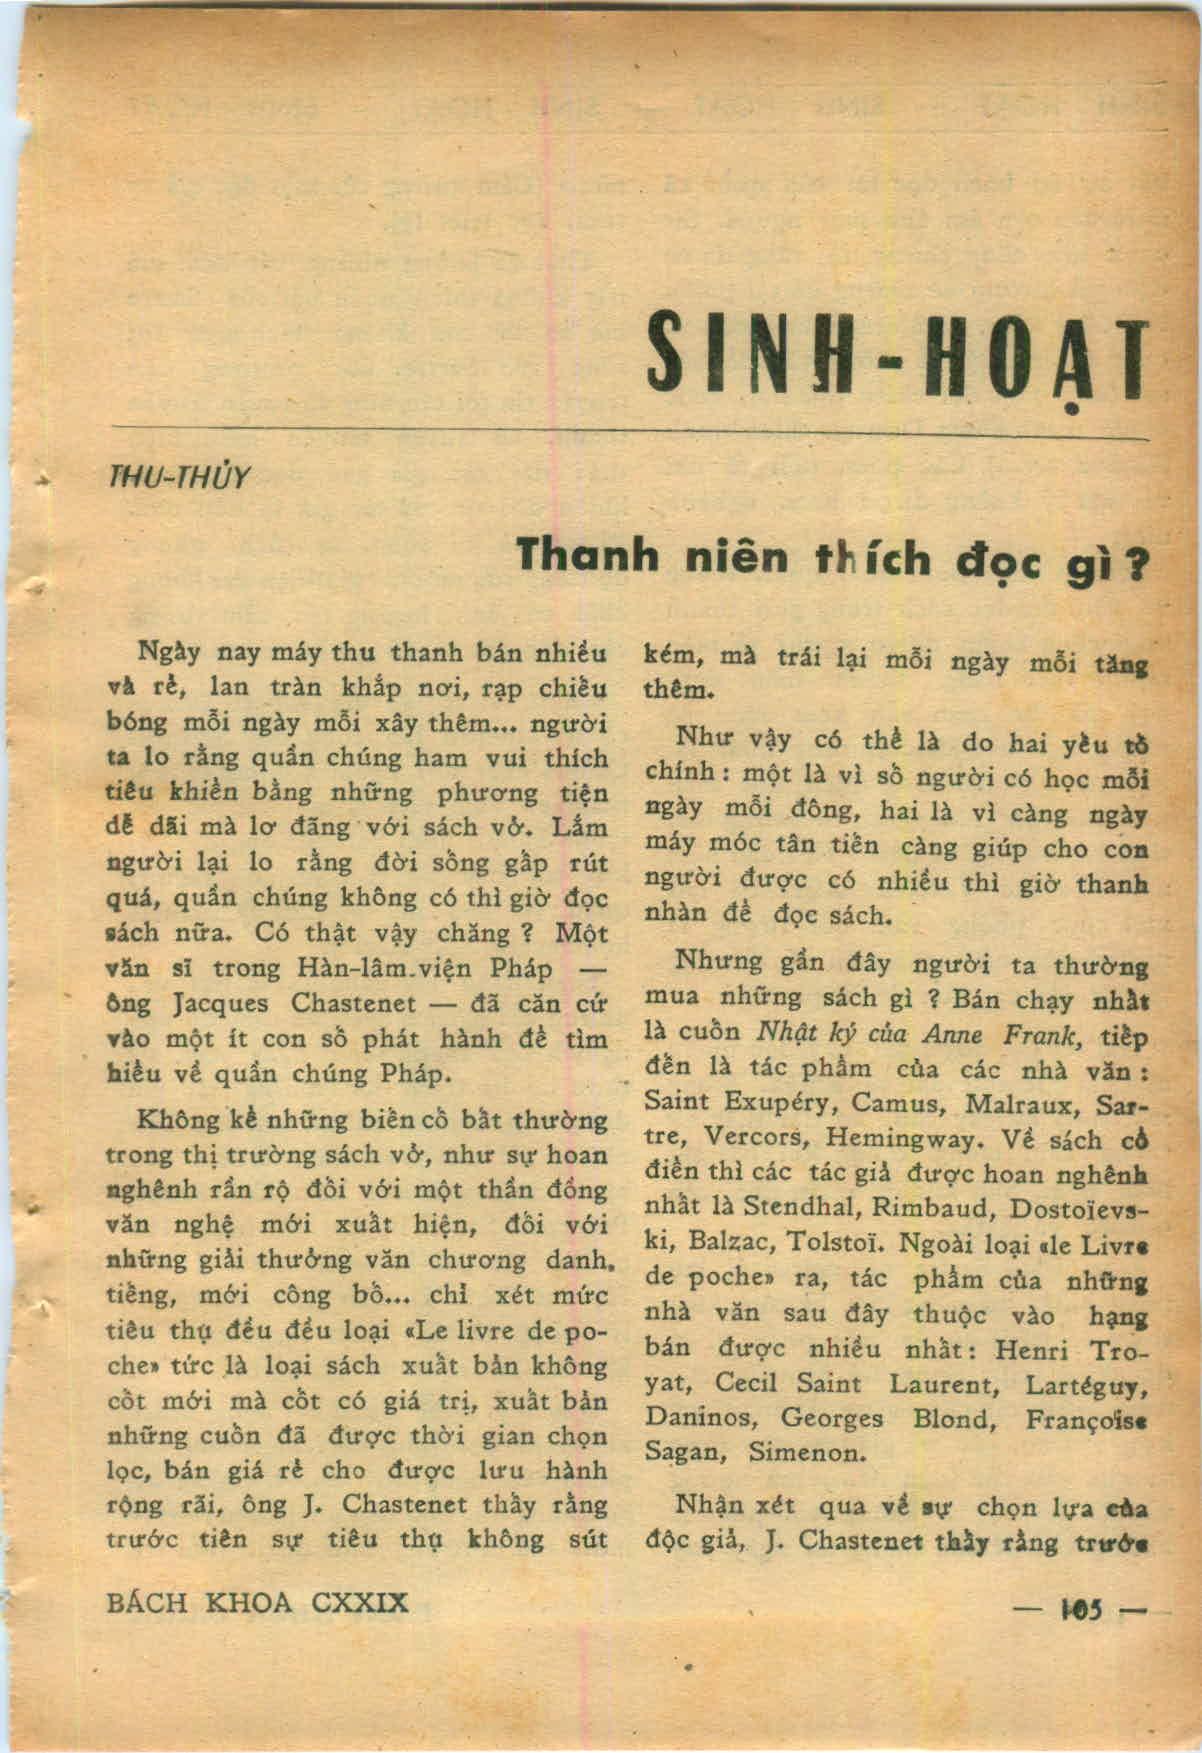 SINH-HOẠT
THU-THỦY
Thanh niên thích đọc gì ?
Ngày nay máy thu thanh bán nhiều
và rẻ, lan tràn khắp nơi, rạp chiếu
bóng mỗi ngày mỗi xây thêm... người
ta lo rằng quần chúng ham vui thích
tiêu khiển bằng những phương tiện
dễ dãi mà lơ đãng với sách vở. Lắm
người lại lo rằng đời sống gấp rút
quá, quần chúng không có thì giờ đọc
sách nữa. Có thật vậy chăng ? Một
văn sĩ trong Hàn-lâm-viện Pháp —
ông Jacques Chastenet — đã căn cứ
vào một ít con số phát hành để tìm
hiểu về quần chúng Pháp.
Không kể những biến cố bất thường
trong thị trường sách vở, như sự hoan
nghênh rần rộ đối với một thần đồng
văn nghệ mới xuất hiện, đối với
những giải thưởng văn chương danh
tiếng, mới công bố... chỉ xét mức
tiêu thụ đều đều loại «Le livre de po-
che» tức là loại sách xuất bản không
cốt mới mà cốt có giá trị, xuất bản
những cuốn đã được thời gian chọn
lọc, bán giá rẻ cho được lưu hành
rộng rãi, ông J. Chastenet thấy rằng
trước tiên sự tiêu thụ không sút
kém, mà trái lại mỗi ngày mỗi tăng
thêm.
Như vậy có thể là do hai yếu tố
chính : một là vì số người có học mỗi
ngày mỗi đông, hai là vì càng ngày
máy móc tân tiến càng giúp cho con
người được có nhiều thì giờ thanh
nhàn để đọc sách.
Nhưng gần đây người ta thường
mua những sách gì ? Bán chạy nhất
là cuốn Nhật ký của Anne Frank, tiếp
đến là tác phẩm của các nhà văn :
Saint Exupéry, Camus, Malraux, Sar-
tre, Vercors, Hemingway. Về sách cổ
điển thì các tác giả được hoan nghênh
nhất là Stendhal, Rimbaud, Dostoïevs-
ki, Balzac, Tolstoï. Ngoài loại «le Livre
de poche» ra, tác phẩm của những
nhà văn sau đây thuộc vào hạng
bán được nhiều nhất : Henri Tro-
yat, Cecil Saint Laurent, Lartéguy,
Daninos, Georges Blond, Françoise
Sagan, Simenon.
Nhận xét qua về sự chọn lựa của
độc giả, J. Chastenet thấy rằng trước
BÁCH KHOA CXXIX
— 105 —